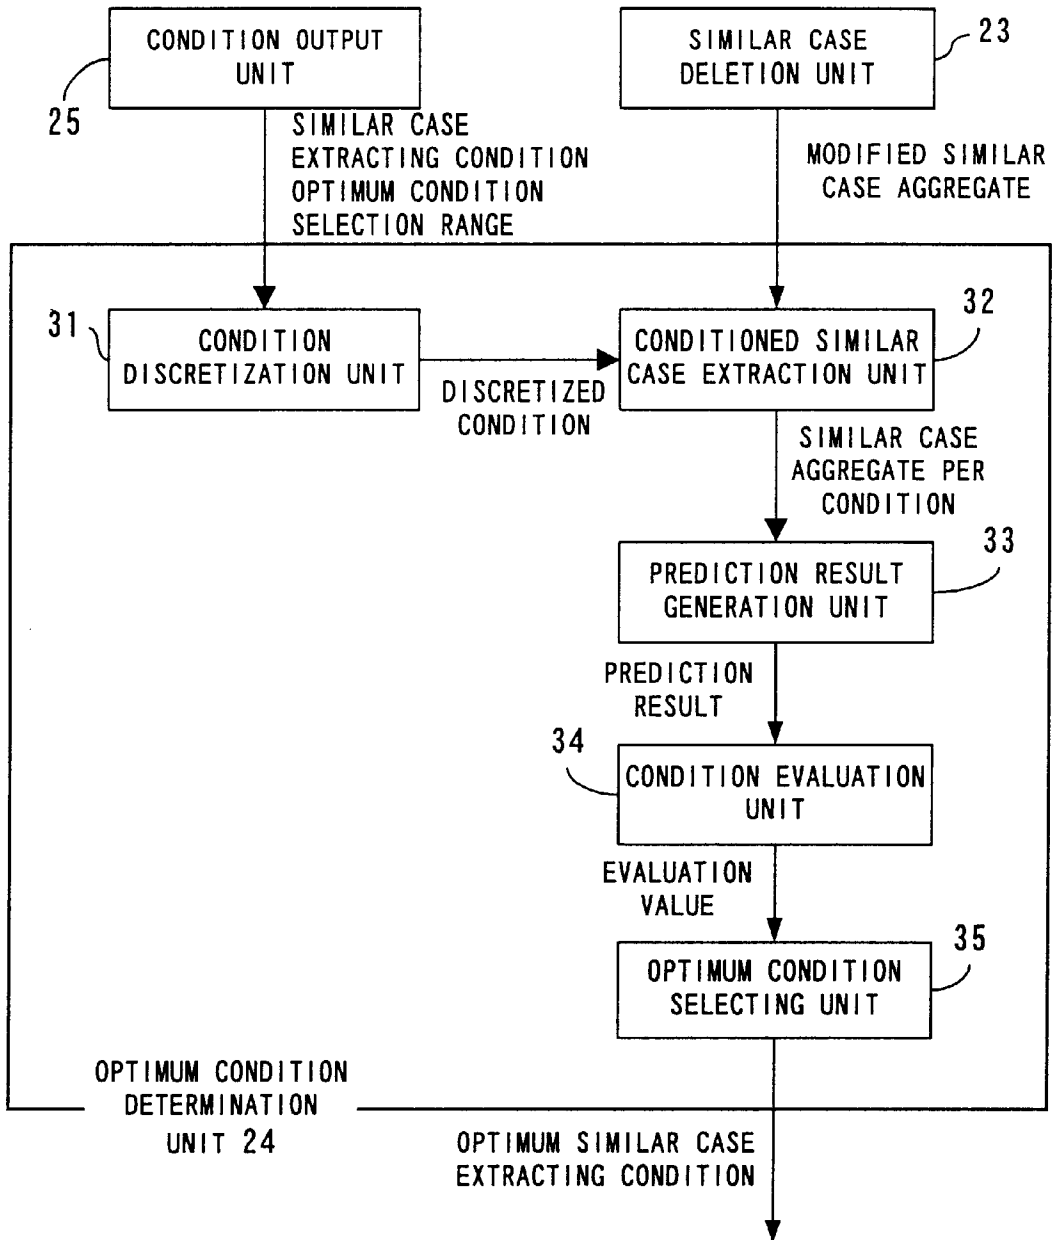 CONDITION OUTPUT
UNIT
25
SIMILAR CASE
DELETION UNIT
23
SIMILAR CASE
EXTRACTING CONDITION
OPTIMUM CONDITION
SELECTION RANGE
MODIFIED SIMILAR
CASE AGGREGATE
31
CONDITION
DISCRETIZATION UNIT
DISCRETIZED
CONDITION
CONDITIONED SIMILAR
CASE EXTRACTION UNIT
32
SIMILAR CASE
AGGREGATE PER
CONDITION
PREDICTION RESULT
GENERATION UNIT
33
PREDICTION
RESULT
34
CONDITION EVALUATION
UNIT
EVALUATION
VALUE
OPTIMUM CONDITION
SELECTING UNIT
35
OPTIMUM CONDITION
DETERMINATION
UNIT 24
OPTIMUM SIMILAR CASE
EXTRACTING CONDITION